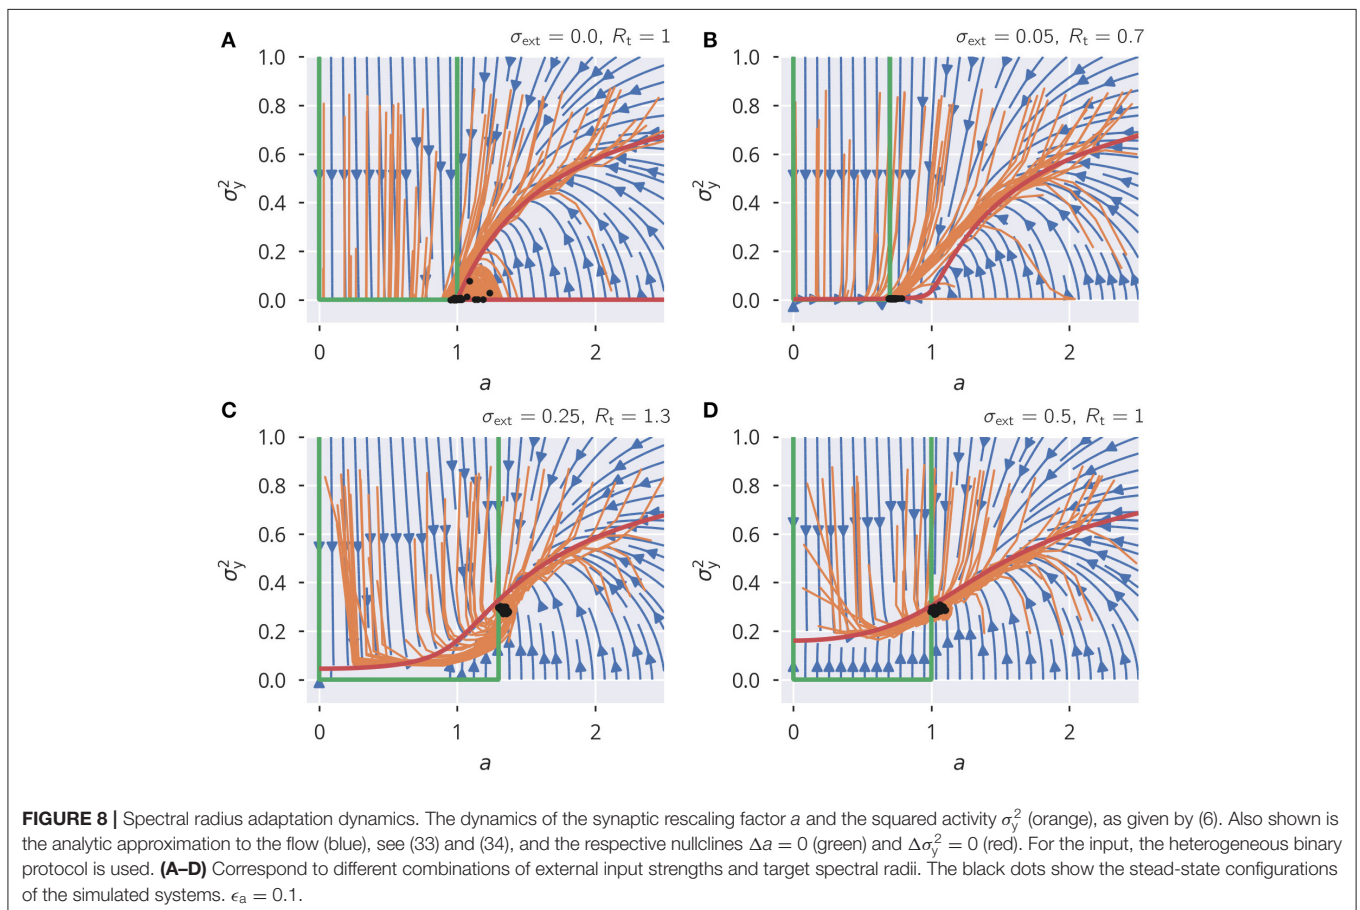 A
σext = 0.0, Rt = 1
1.0
0.8
0.6
σy²
0.4
0.2
0.0
0 1 2
a
B
σext = 0.05, Rt = 0.7
1.0
0.8
0.6
σy²
0.4
0.2
0.0
0 1 2
a
C
σext = 0.25, Rt = 1.3
1.0
0.8
0.6
σy²
0.4
0.2
0.0
0 1 2
a
D
σext = 0.5, Rt = 1
1.0
0.8
0.6
σy²
0.4
0.2
0.0
0 1 2
a
FIGURE 8 | Spectral radius adaptation dynamics. The dynamics of the synaptic rescaling factor a and the squared activity σy² (orange), as given by (6). Also shown is
the analytic approximation to the flow (blue), see (33) and (34), and the respective nullclines Δa = 0 (green) and Δσy² = 0 (red). For the input, the heterogeneous binary
protocol is used. (A–D) Correspond to different combinations of external input strengths and target spectral radii. The black dots show the stead-state configurations
of the simulated systems. ϵa = 0.1.